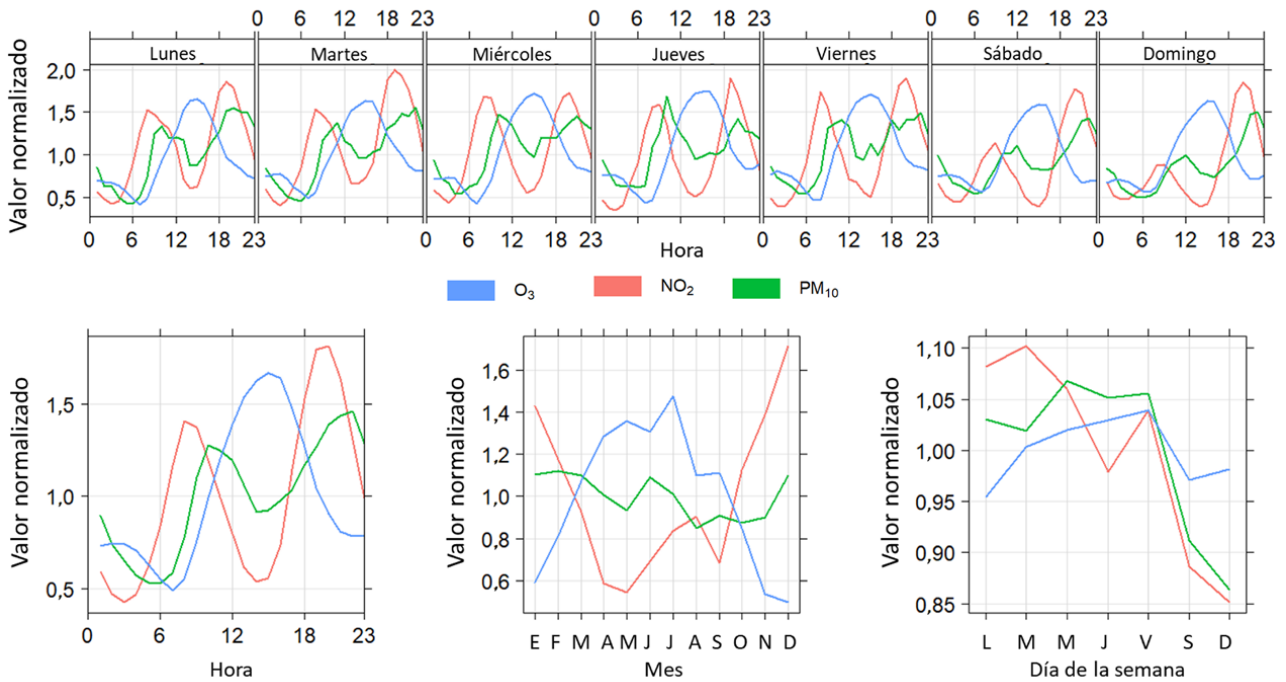 0 6 12 18 23 0 6 12 18 23 0 6 12 18 23
Lunes Martes Miércoles Jueves Viernes Sábado Domingo
Valor normalizado
2,0
1,5
1,0
0,5
0 6 12 18 23 0 6 12 18 23 0 6 12 18 23 0 6 12 18 23
Hora
O₃ NO₂ PM₁₀
Valor normalizado
1,5
1,0
0,5
0 6 12 18 23
Hora
Valor normalizado
1,6
1,4
1,2
1,0
0,8
0,6
E F M A M J J A S O N D
Mes
Valor normalizado
1,10
1,05
1,00
0,95
0,90
0,85
L M M J V S D
Día de la semana